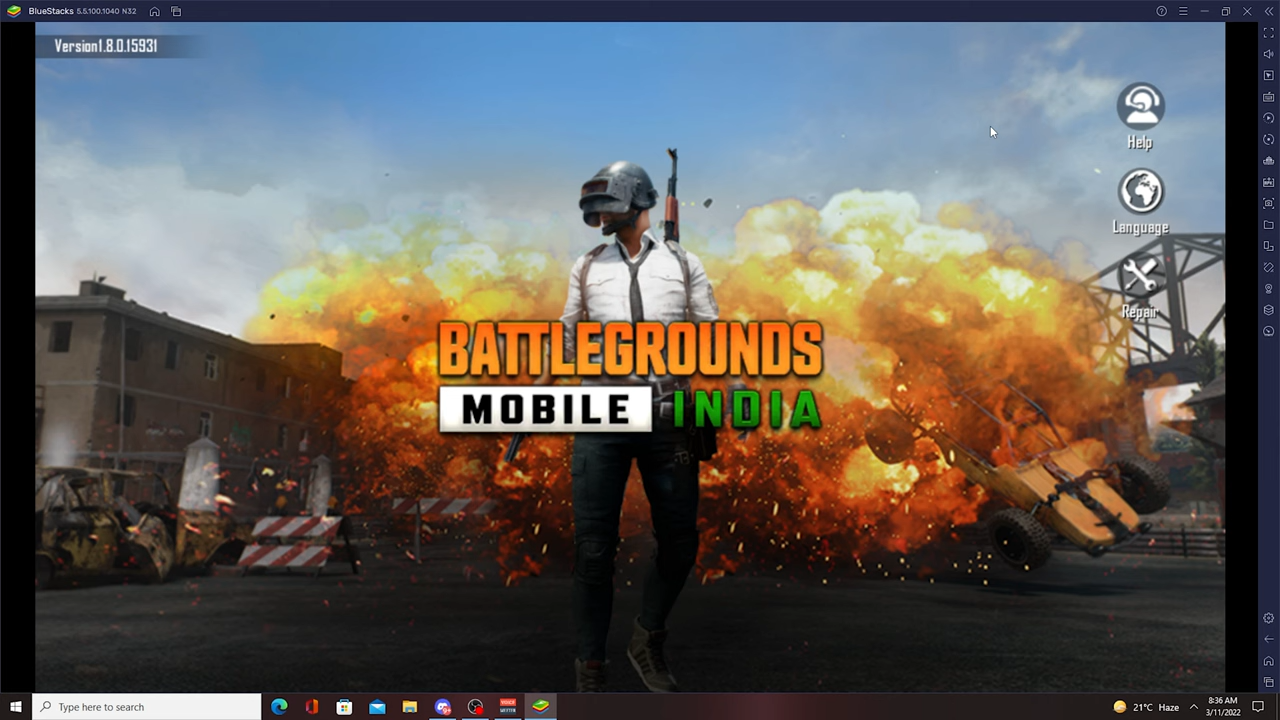 BlueStacks 5.5.100.1040 N32
Version1.8.0.15931
Help
Language
Repair
BATTLEGROUNDS
MOBILE INDIA
Type here to search
VOICE
21°C Haze
8:36 AM
3/11/2022